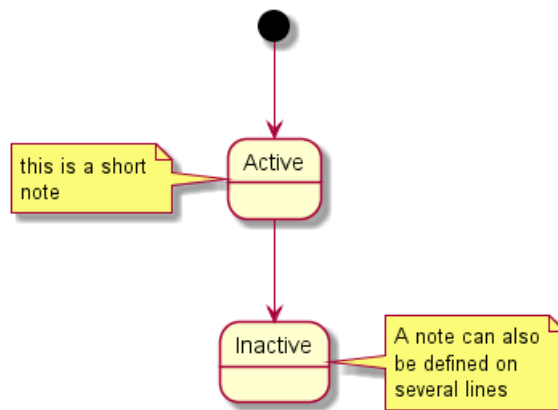 this is a short
note
Active
Inactive
A note can also
be defined on
several lines